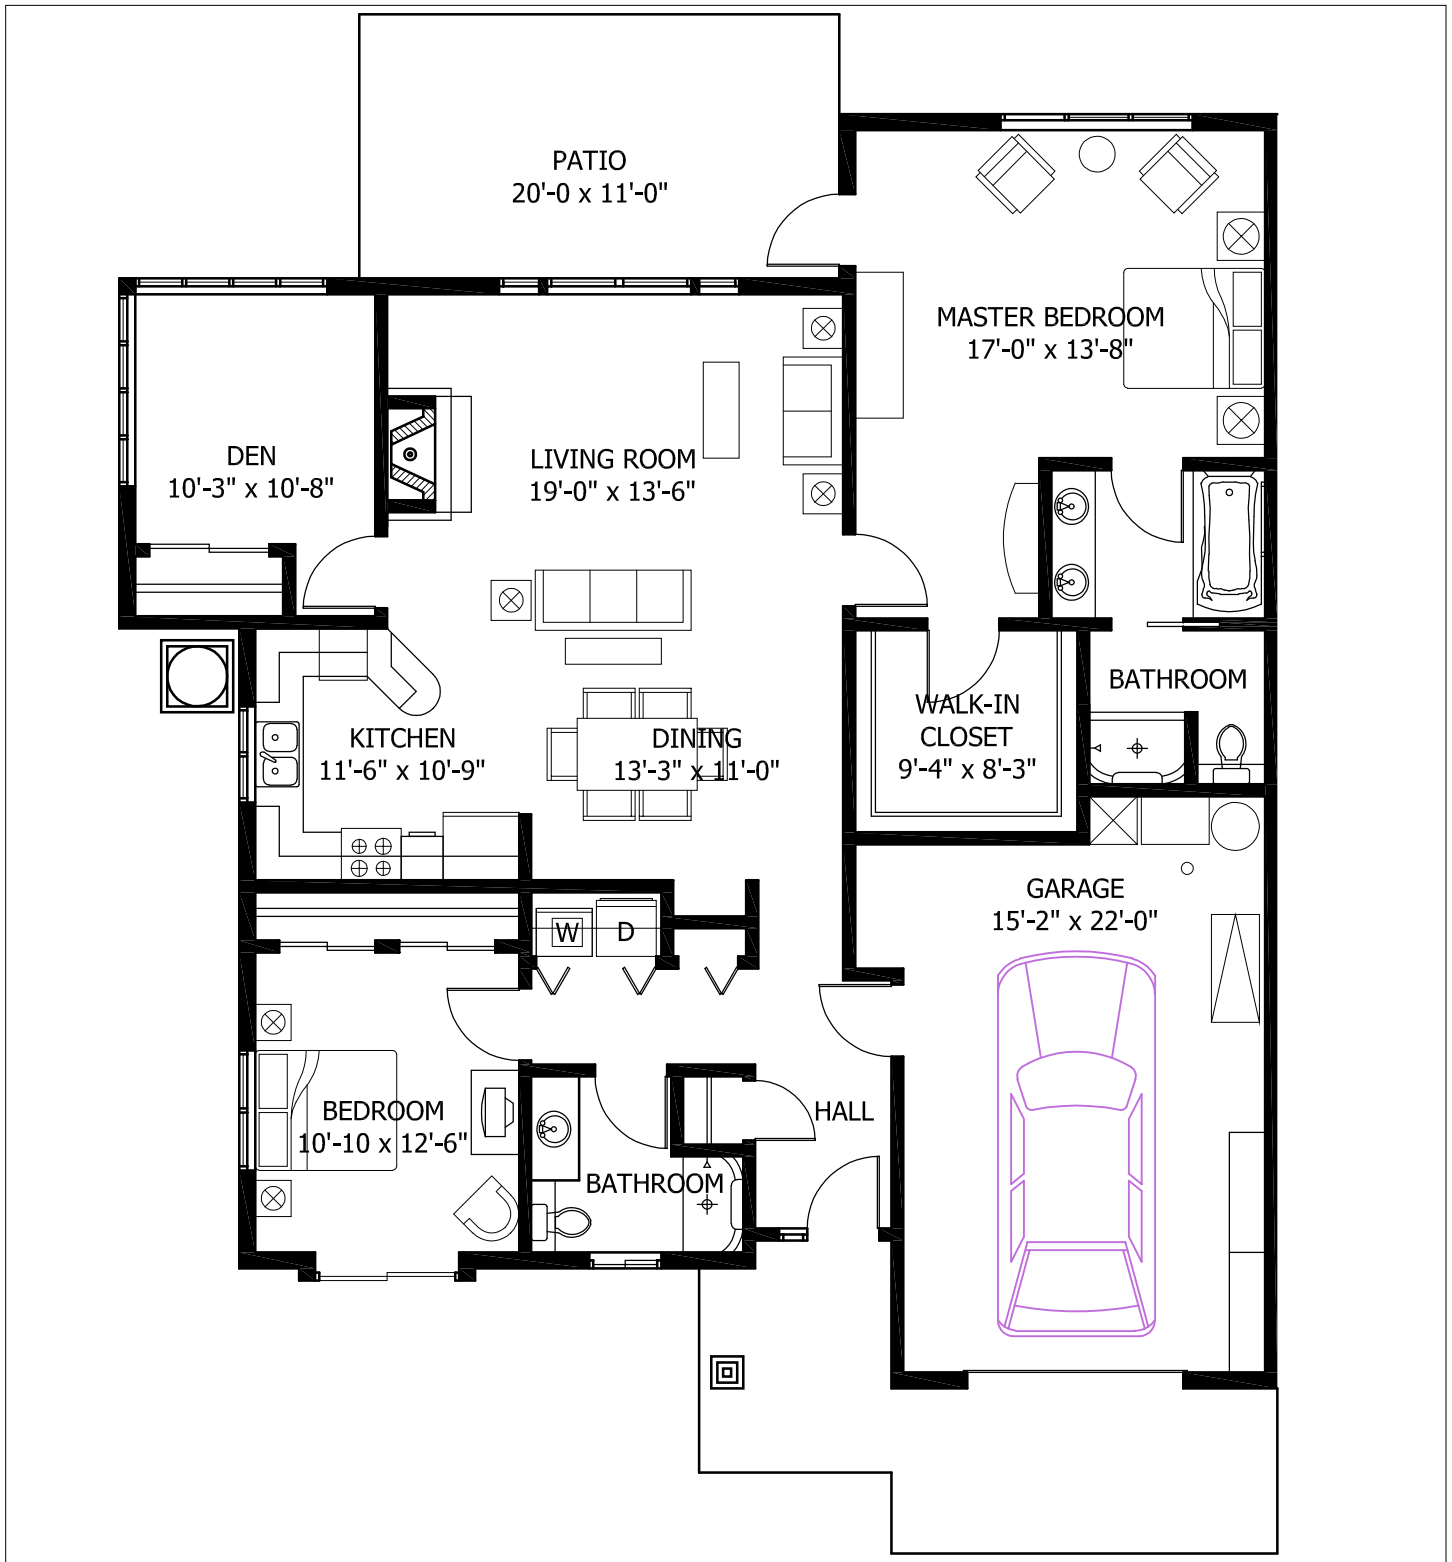 PATIO
20'-0 x 11'-0"
MASTER BEDROOM
17'-0" x 13'-8"
DEN
10'-3" x 10'-8"
LIVING ROOM
19'-0" x 13'-6"
BATHROOM
WALK-IN
CLOSET
9'-4" x 8'-3"
KITCHEN
11'-6" x 10'-9"
DINING
13'-3" x 11'-0"
GARAGE
15'-2" x 22'-0"
W
D
BEDROOM
10'-10 x 12'-6"
HALL
BATHROOM